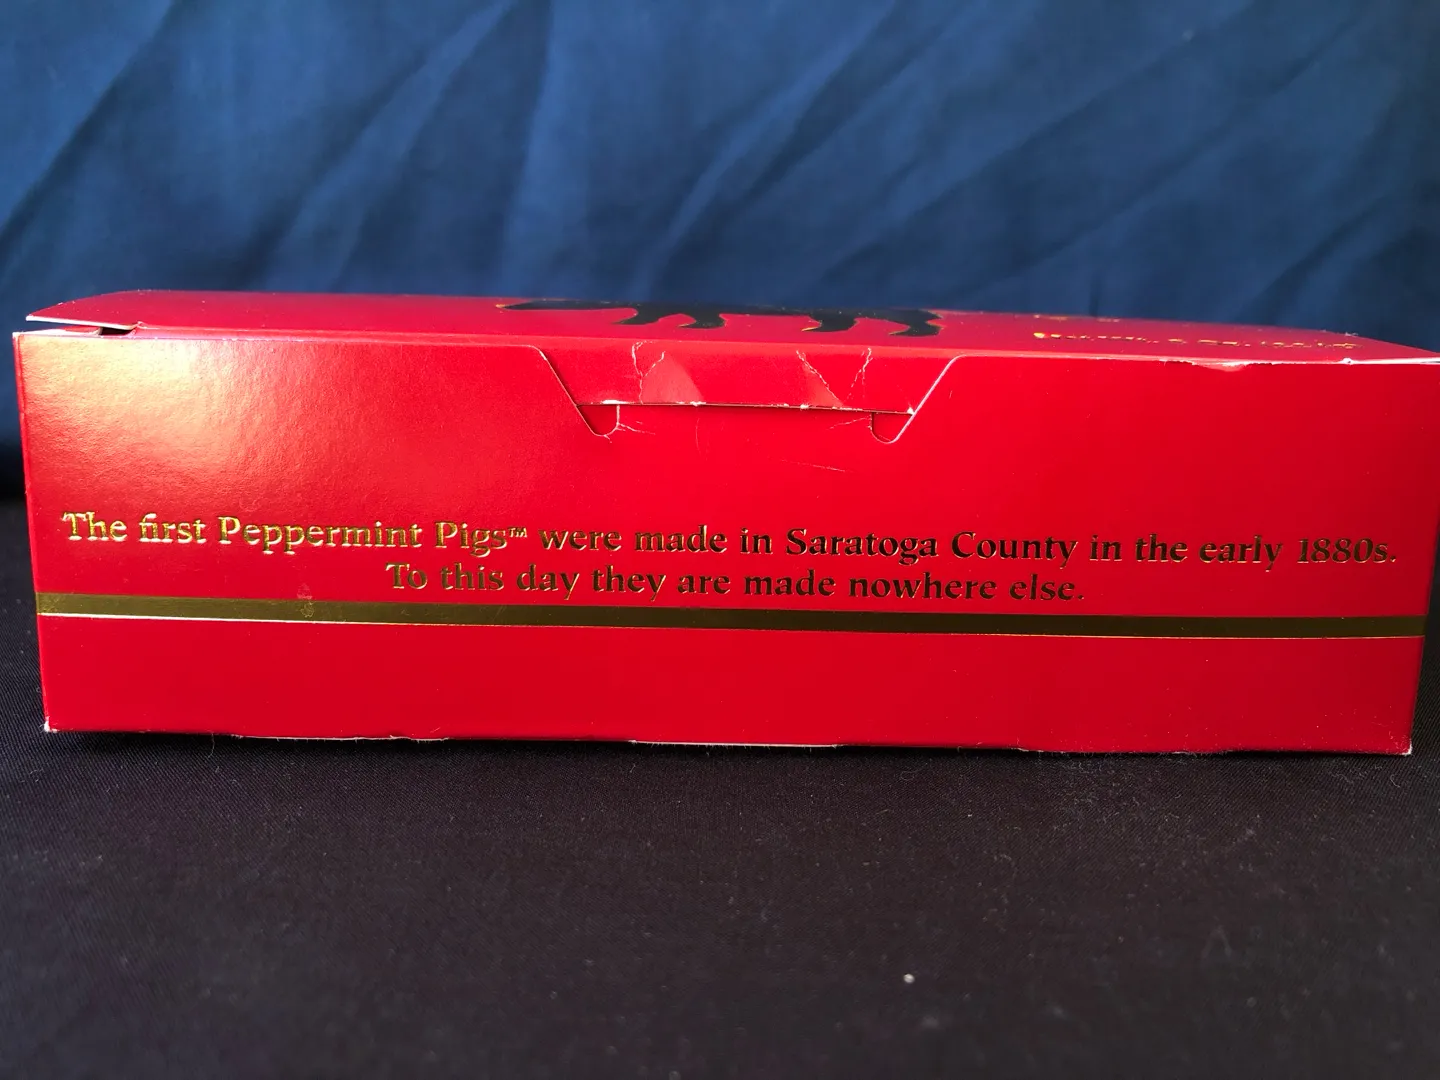 The first Peppermint Pigs™ were made in Saratoga County in the early 1880s.
To this day they are made nowhere else.